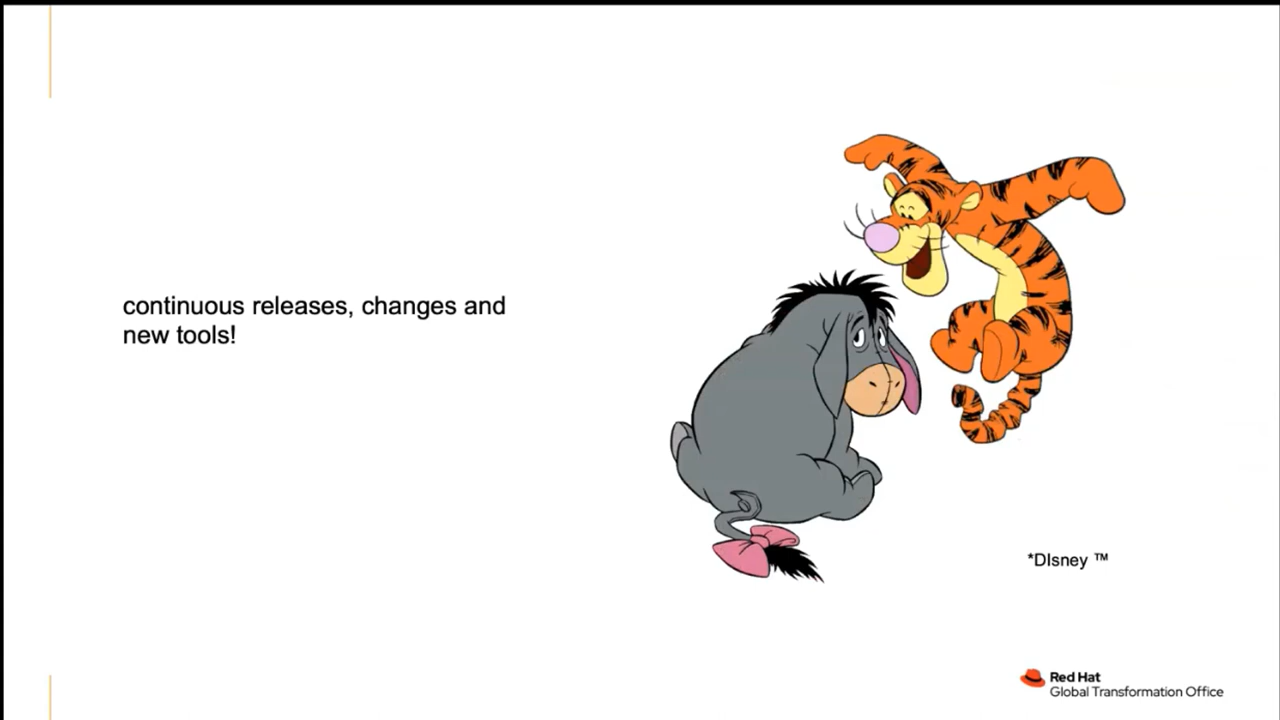 continuous releases, changes and
new tools!
*DIsney ™
Red Hat
Global Transformation Office